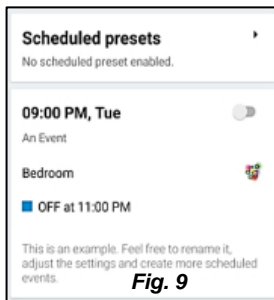 Scheduled presets
No scheduled preset enabled.
09:00 PM, Tue
An Event
Bedroom
OFF at 11:00 PM
This is an example. Feel free to rename it,
adjust the settings and create more scheduled
events.
Fig. 9